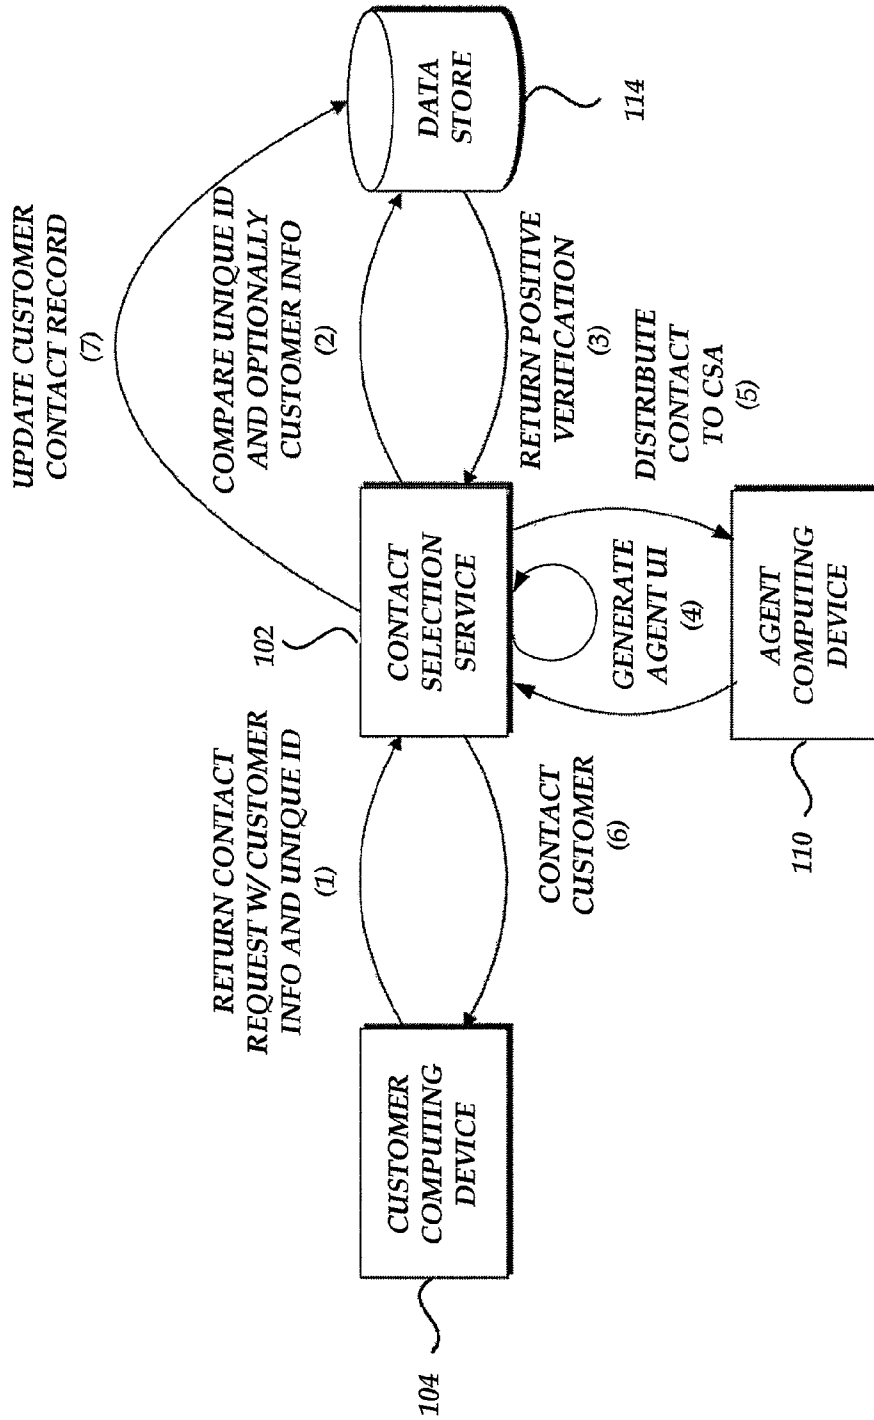 UPDATE CUSTOMER
CONTACT RECORD
(7)
RETURN CONTACT
REQUEST W/ CUSTOMER
INFO AND UNIQUE ID
(1)
COMPARE UNIQUE ID
AND OPTIONALLY
CUSTOMER INFO
(2)
102
CUSTOMER
COMPUTING
DEVICE
104
CONTACT
SELECTION
SERVICE
DATA
STORE
114
CONTACT
CUSTOMER
(6)
RETURN POSITIVE
VERIFICATION
(3)
GENERATE
AGENT UI
(4)
DISTRIBUTE
CONTACT
TO CSA
(5)
AGENT
COMPUTING
DEVICE
110